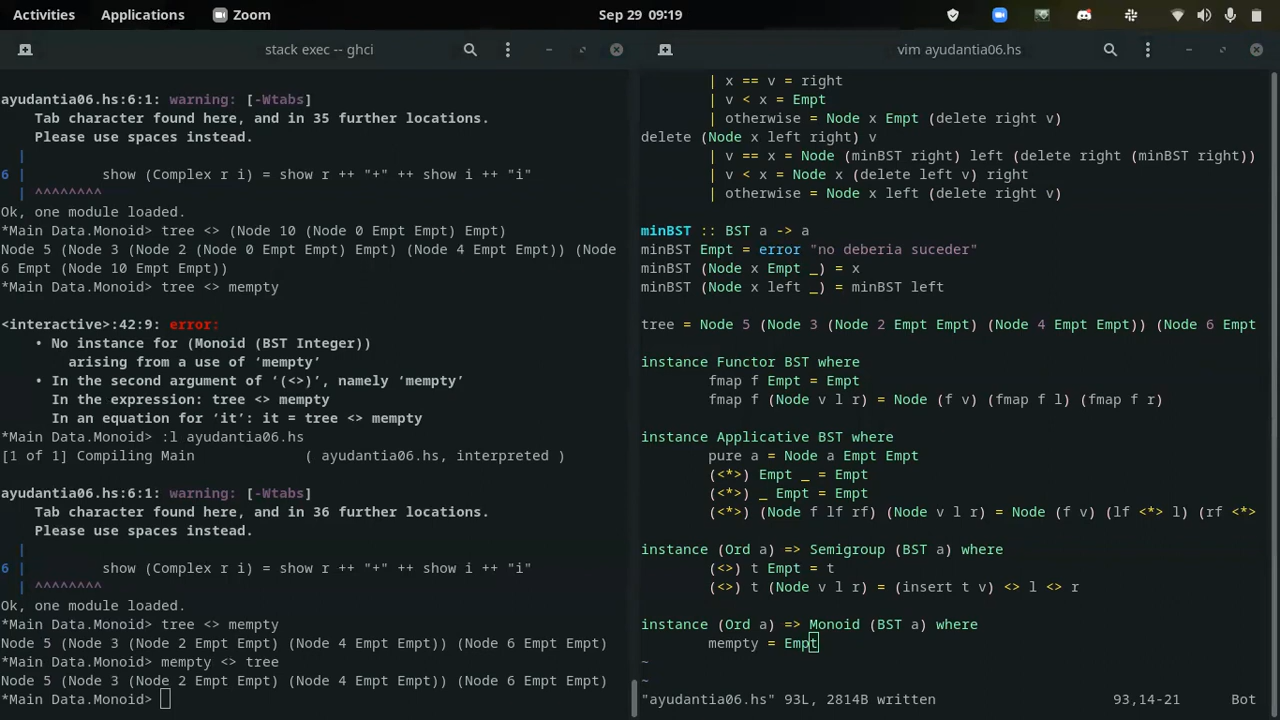 Activities Applications Zoom Sep 29 09:19
stack exec -- ghci
ayudantia06.hs:6:1: warning: [-Wtabs]
Tab character found here, and in 35 further locations.
Please use spaces instead.
|
6 | show (Complex r i) = show r ++ "+" ++ show i ++ "i"
| ^^^^^^^^
Ok, one module loaded.
*Main Data.Monoid> tree <> (Node 10 (Node 0 Empt Empt) Empt)
Node 5 (Node 3 (Node 2 (Node 0 Empt Empt) Empt) (Node 4 Empt Empt)) (Node
6 Empt (Node 10 Empt Empt))
*Main Data.Monoid> tree <> mempty
<interactive>:42:9: error:
• No instance for (Monoid (BST Integer))
arising from a use of ‘mempty’
• In the second argument of ‘(<>)’, namely ‘mempty’
In the expression: tree <> mempty
In an equation for ‘it’: it = tree <> mempty
*Main Data.Monoid> :l ayudantia06.hs
[1 of 1] Compiling Main ( ayudantia06.hs, interpreted )
ayudantia06.hs:6:1: warning: [-Wtabs]
Tab character found here, and in 36 further locations.
Please use spaces instead.
|
6 | show (Complex r i) = show r ++ "+" ++ show i ++ "i"
| ^^^^^^^^
Ok, one module loaded.
*Main Data.Monoid> tree <> mempty
Node 5 (Node 3 (Node 2 Empt Empt) (Node 4 Empt Empt)) (Node 6 Empt Empt)
*Main Data.Monoid> mempty <> tree
Node 5 (Node 3 (Node 2 Empt Empt) (Node 4 Empt Empt)) (Node 6 Empt Empt)
*Main Data.Monoid>
vim ayudantia06.hs
| x == v = right
| v < x = Empt
| otherwise = Node x Empt (delete right v)
delete (Node x left right) v
| v == x = Node (minBST right) left (delete right (minBST right))
| v < x = Node x (delete left v) right
| otherwise = Node x left (delete right v)
minBST :: BST a -> a
minBST Empt = error "no deberia suceder"
minBST (Node x Empt _) = x
minBST (Node x left _) = minBST left
tree = Node 5 (Node 3 (Node 2 Empt Empt) (Node 4 Empt Empt)) (Node 6 Empt
instance Functor BST where
fmap f Empt = Empt
fmap f (Node v l r) = Node (f v) (fmap f l) (fmap f r)
instance Applicative BST where
pure a = Node a Empt Empt
(<*>) Empt _ = Empt
(<*>) _ Empt = Empt
(<*>) (Node f lf rf) (Node v l r) = Node (f v) (lf <*> l) (rf <*>
instance (Ord a) => Semigroup (BST a) where
(<>) t Empt = t
(<>) t (Node v l r) = (insert t v) <> l <> r
instance (Ord a) => Monoid (BST a) where
mempty = Empt
~
~
"ayudantia06.hs" 93L, 2814B written 93,14-21 Bot